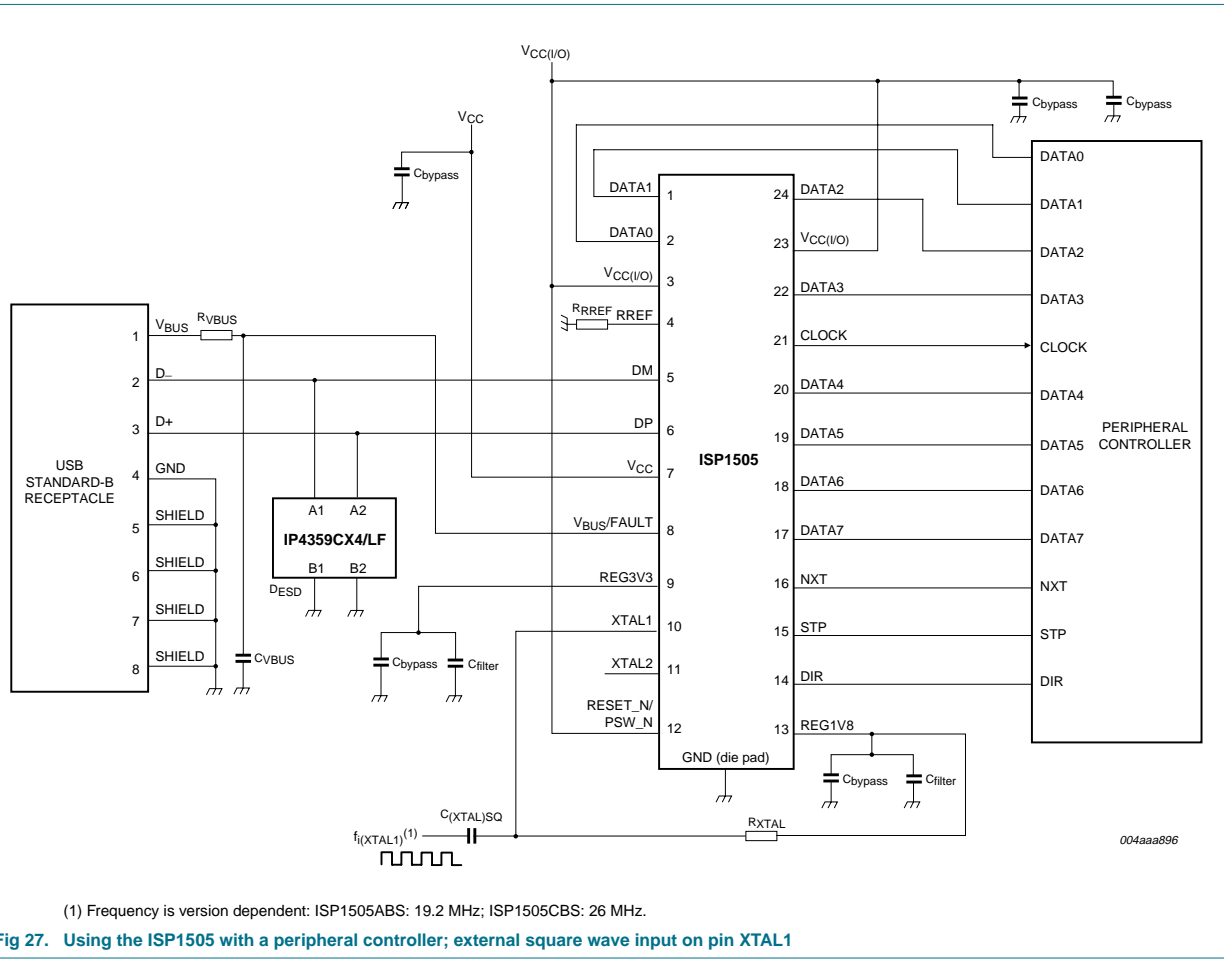 VCC(I/O)
Cbypass
Cbypass
VCC
Cbypass
USB
STANDARD-B
RECEPTACLE
1
VBUS
RVBUS
2
D–
3
D+
4
GND
5
SHIELD
6
SHIELD
7
SHIELD
8
SHIELD
CVBUS
A1
A2
IP4359CX4/LF
B1
B2
DESD
Cbypass
Cfilter
DATA1
1
DATA0
2
VCC(I/O)
3
RRREF
RREF
4
DM
5
DP
6
VCC
7
VBUS/FAULT
8
REG3V3
9
XTAL1
10
XTAL2
11
RESET_N/
PSW_N
12
ISP1505
GND (die pad)
24
DATA2
23
VCC(I/O)
22
DATA3
21
CLOCK
20
DATA4
19
DATA5
18
DATA6
17
DATA7
16
NXT
15
STP
14
DIR
13
REG1V8
Cbypass
Cfilter
DATA0
DATA1
DATA2
DATA3
CLOCK
DATA4
DATA5
DATA6
DATA7
NXT
STP
DIR
PERIPHERAL
CONTROLLER
fi(XTAL1)(1)
C(XTAL)SQ
RXTAL
004aaa896
(1) Frequency is version dependent: ISP1505ABS: 19.2 MHz; ISP1505CBS: 26 MHz.
Fig 27. Using the ISP1505 with a peripheral controller; external square wave input on pin XTAL1